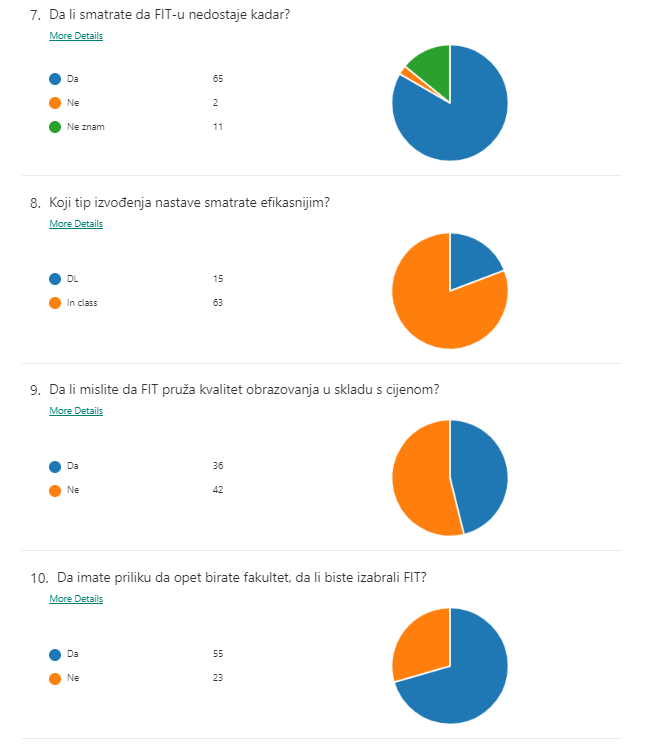 7. Da li smatrate da FIT-u nedostaje kadar?
More Details
Da 65
Ne 2
Ne znam 11
8. Koji tip izvođenja nastave smatrate efikasnijim?
More Details
DL 15
In class 63
9. Da li mislite da FIT pruža kvalitet obrazovanja u skladu s cijenom?
More Details
Da 36
Ne 42
10. Da imate priliku da opet birate fakultet, da li biste izabrali FIT?
More Details
Da 55
Ne 23